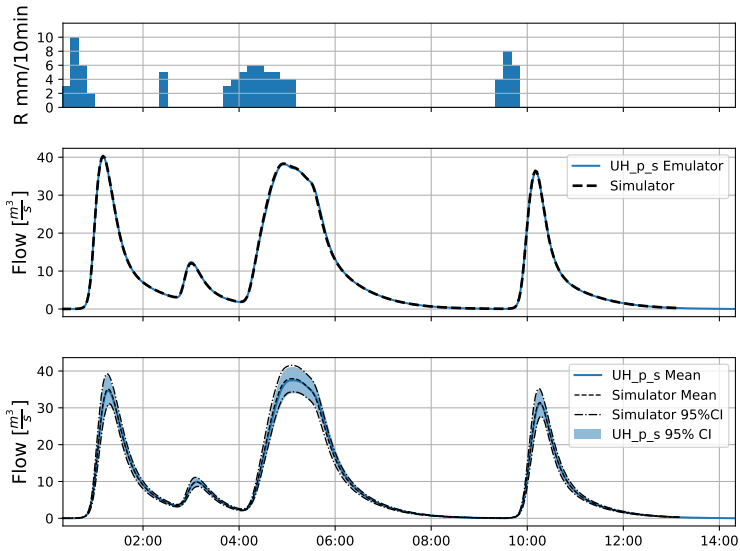 R mm/10min
10
8
6
4
2
0
Flow [m³/s]
40
30
20
10
0
UH_p_s Emulator
Simulator
Flow [m³/s]
40
30
20
10
0
UH_p_s Mean
Simulator Mean
Simulator 95%CI
UH_p_s 95% CI
02:00 04:00 06:00 08:00 10:00 12:00 14:00